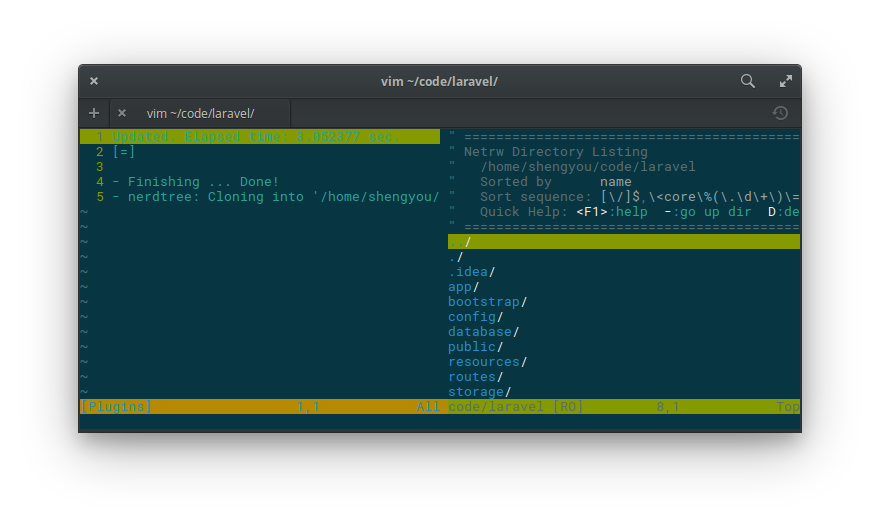 vim ~/code/laravel/
vim ~/code/laravel/
1 Updated. Elapsed time: 3.052377 sec.
2 [=]
3
4 - Finishing ... Done!
5 - nerdtree: Cloning into '/home/shengyou/
~
~
~
~
~
~
~
~
~
~
~
~
~
[Plugins] 1,1 All
" ==========================================
" Netrw Directory Listing
"   /home/shengyou/code/laravel
"   Sorted by      name
"   Sort sequence: [\/]$,\<core\%(\.\d\+\)\=
"   Quick Help: <F1>:help  -:go up dir  D:de
" ==========================================
../
./
.idea/
app/
bootstrap/
config/
database/
public/
resources/
routes/
storage/
code/laravel [RO] 8,1 Top